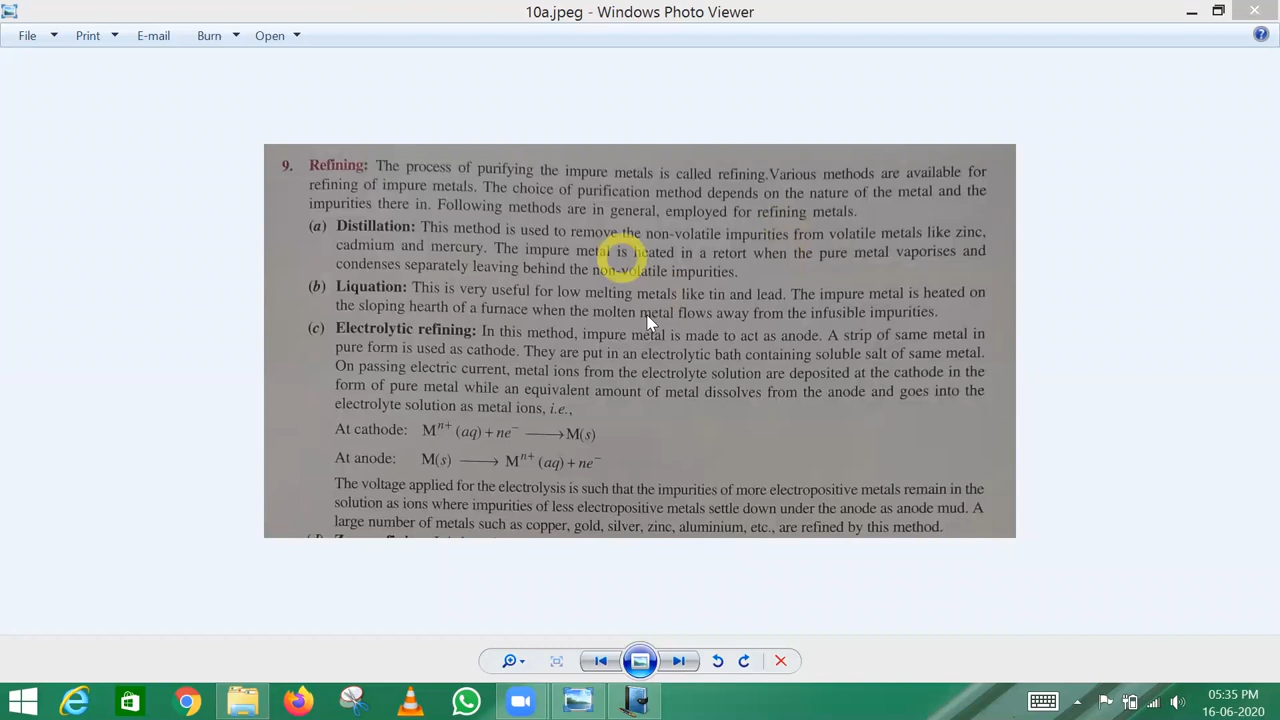 10a.jpeg - Windows Photo Viewer
File Print E-mail Burn Open
9. Refining: The process of purifying the impure metals is called refining.Various methods are available for
refining of impure metals. The choice of purification method depends on the nature of the metal and the
impurities there in. Following methods are in general, employed for refining metals.
(a) Distillation: This method is used to remove the non-volatile impurities from volatile metals like zinc,
cadmium and mercury. The impure metal is heated in a retort when the pure metal vaporises and
condenses separately leaving behind the non-volatile impurities.
(b) Liquation: This is very useful for low melting metals like tin and lead. The impure metal is heated on
the sloping hearth of a furnace when the molten metal flows away from the infusible impurities.
(c) Electrolytic refining: In this method, impure metal is made to act as anode. A strip of same metal in
pure form is used as cathode. They are put in an electrolytic bath containing soluble salt of same metal.
On passing electric current, metal ions from the electrolyte solution are deposited at the cathode in the
form of pure metal while an equivalent amount of metal dissolves from the anode and goes into the
electrolyte solution as metal ions, i.e.,
At cathode: Mⁿ⁺ (aq) + ne⁻ ⟶ M(s)
At anode: M(s) ⟶ Mⁿ⁺ (aq) + ne⁻
The voltage applied for the electrolysis is such that the impurities of more electropositive metals remain in the
solution as ions where impurities of less electropositive metals settle down under the anode as anode mud. A
large number of metals such as copper, gold, silver, zinc, aluminium, etc., are refined by this method.
05:35 PM
16-06-2020